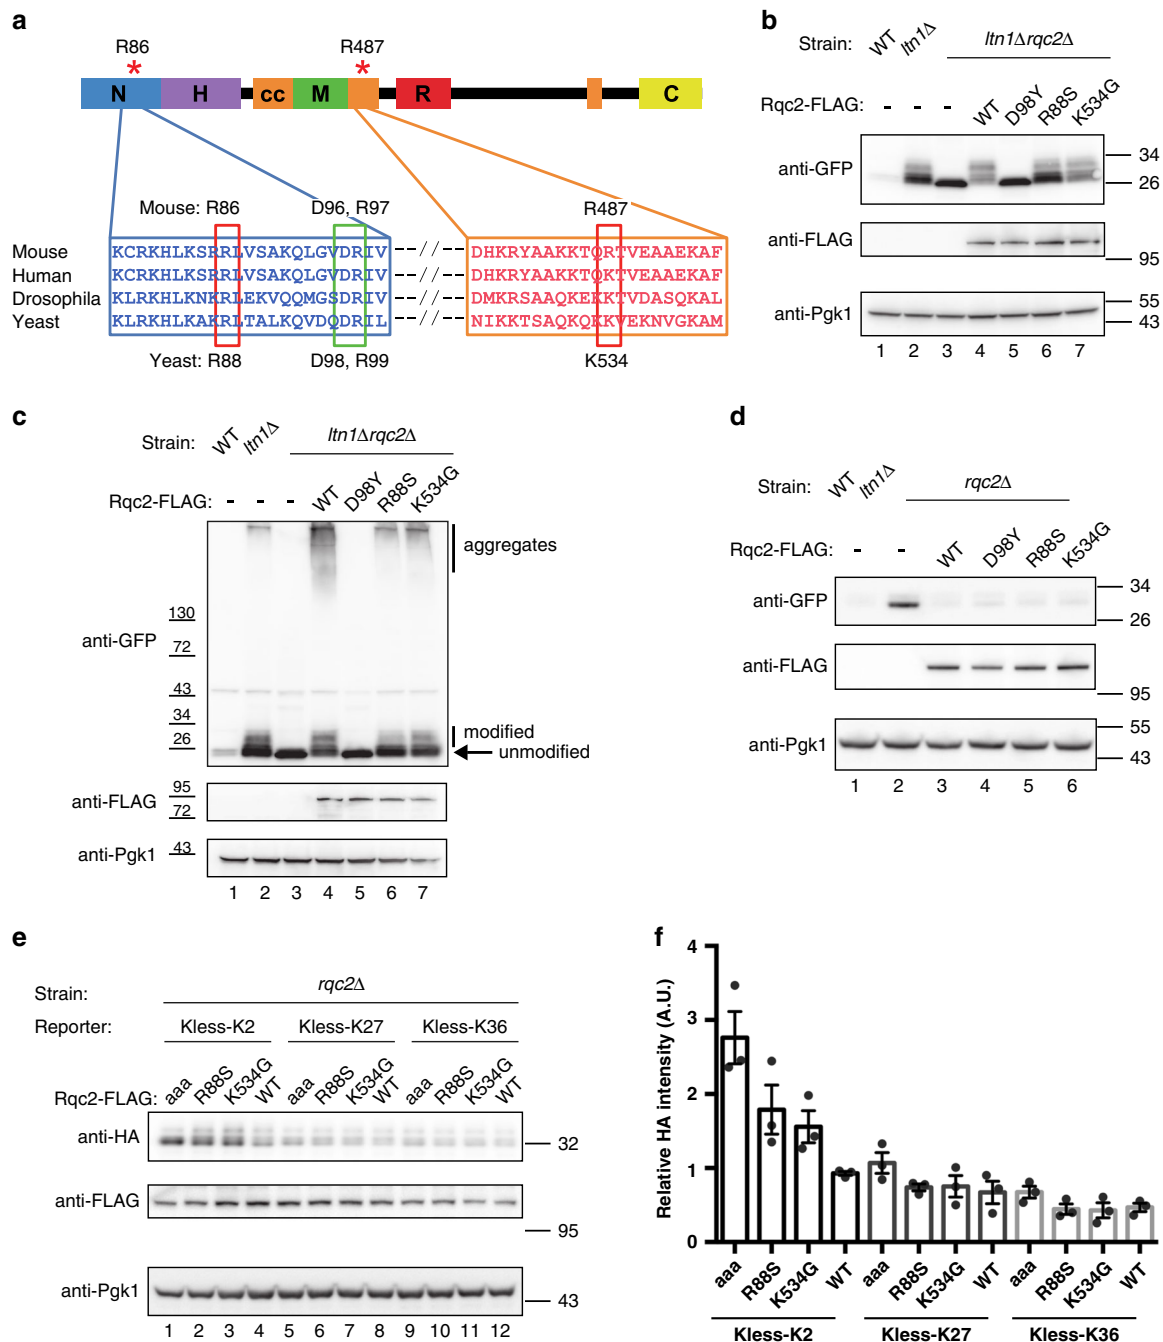 a
R86
R487
*
*
N H cc M R C
Mouse: R86
D96, R97
R487
Mouse KCRKHLKSRRLVSAKQLGVDRIV --//-- DHKRYAAKKTQRTVEAAEKAF
Human KCRKHLKSRRLVSAKQLGVDRIV --//-- DHKRYAAKKTQKTVEAAEKAF
Drosophila KLRKHLKNKRLEKVQQMGSDRIV --//-- DMKRSAAQKEKKTVDASQKAL
Yeast KLRKHLKAKRLTALKQVDQDRIL --//-- NIKKTSAQKQKKVEKNVGKAM
Yeast: R88
D98, R99
K534
b
Strain: WT ltn1Δ ltn1Δrqc2Δ
Rqc2-FLAG: - - - WT D98Y R88S K534G
anti-GFP
34
26
anti-FLAG
95
anti-Pgk1
55
43
1 2 3 4 5 6 7
c
Strain: WT ltn1Δ ltn1Δrqc2Δ
Rqc2-FLAG: - - - WT D98Y R88S K534G
aggregates
130
anti-GFP
72
43
34
26
modified
unmodified
anti-FLAG
95
72
anti-Pgk1
43
1 2 3 4 5 6 7
d
Strain: WT ltn1Δ rqc2Δ
Rqc2-FLAG: - - WT D98Y R88S K534G
anti-GFP
34
26
anti-FLAG
95
anti-Pgk1
55
43
1 2 3 4 5 6
e
Strain: rqc2Δ
Reporter: Kless-K2 Kless-K27 Kless-K36
Rqc2-FLAG: aaa R88S K534G WT aaa R88S K534G WT aaa R88S K534G WT
anti-HA
32
anti-FLAG
95
anti-Pgk1
43
1 2 3 4 5 6 7 8 9 10 11 12
f
Relative HA intensity (A.U.)
4
3
2
1
0
aaa R88S K534G WT aaa R88S K534G WT aaa R88S K534G WT
Kless-K2 Kless-K27 Kless-K36